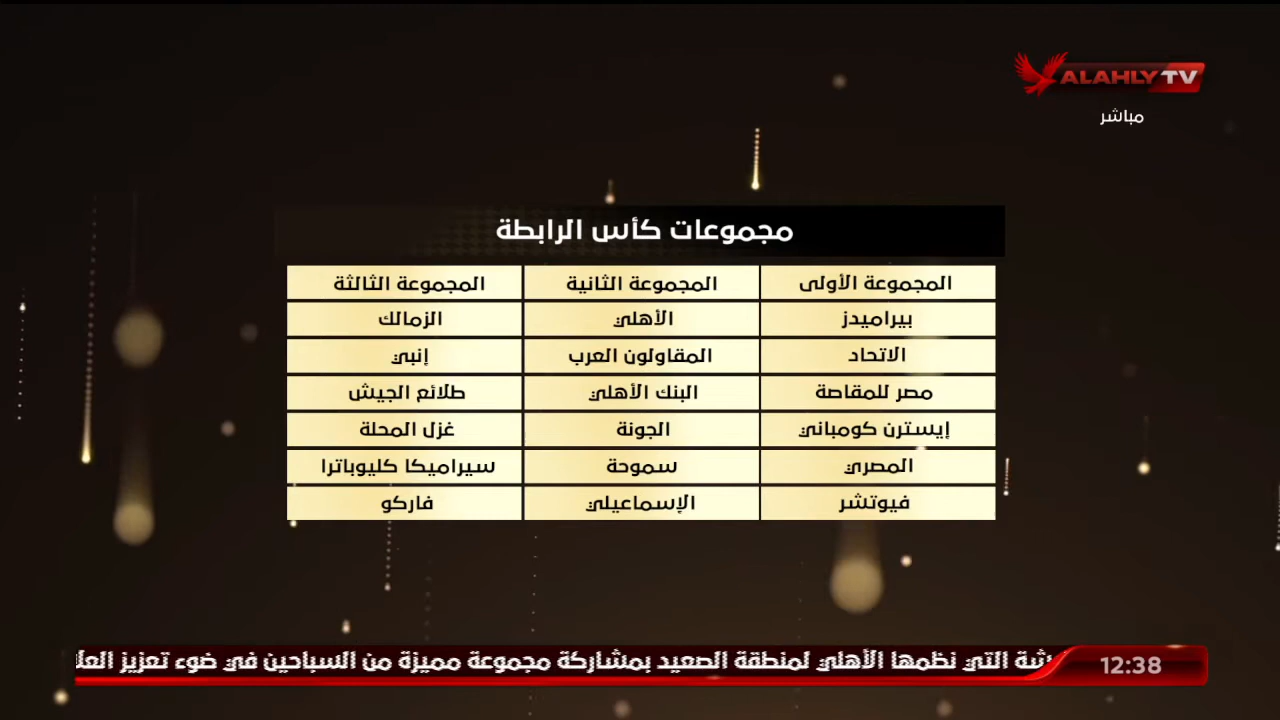 ALAHLY TV
مباشر
مجموعات كأس الرابطة
المجموعة الأولى المجموعة الثانية المجموعة الثالثة
بيراميدز الأهلي الزمالك
الاتحاد المقاولون العرب إنبي
مصر للمقاصة البنك الأهلي طلائع الجيش
إيسترن كومباني الجونة غزل المحلة
المصري سموحة سيراميكا كليوباترا
فيوتشر الإسماعيلي فاركو
12:38
التي نظمها الأهلي لمنطقة الصعيد بمشاركة مجموعة مميزة من السباحين في ضوء تعزيز